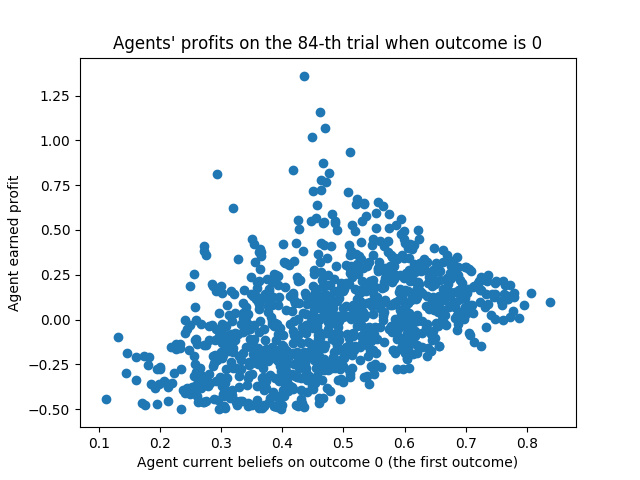 Agents' profits on the 84-th trial when outcome is 0
1.25
1.00
0.75
0.50
0.25
0.00
−0.25
−0.50
Agent earned profit
0.1 0.2 0.3 0.4 0.5 0.6 0.7 0.8
Agent current beliefs on outcome 0 (the first outcome)